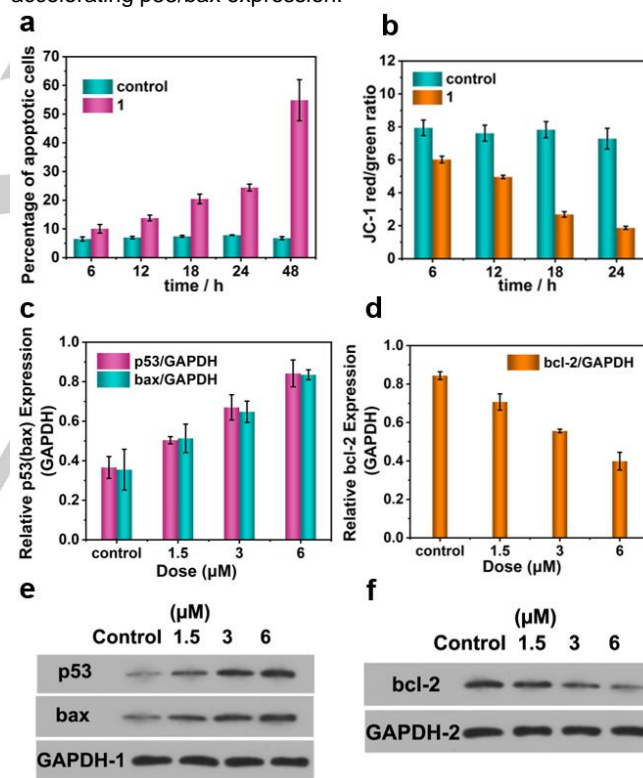 accelerating p53/bax expression.
a
Percentage of apoptotic cells
70
60
50
40
30
20
10
0
control
1
6 12 18 24 48
time / h
b
JC-1 red/green ratio
12
10
8
6
4
2
0
control
1
6 12 18 24
time / h
c
Relative p53(bax) Expression
(GAPDH)
1.0
0.8
0.6
0.4
0.2
0.0
p53/GAPDH
bax/GAPDH
control 1.5 3 6
Dose (μM)
d
Relative bcl-2 Expression
(GAPDH)
1.0
0.8
0.6
0.4
0.2
0.0
bcl-2/GAPDH
control 1.5 3 6
Dose (μM)
e
(μM)
Control 1.5 3 6
p53
bax
GAPDH-1
f
(μM)
Control 1.5 3 6
bcl-2
GAPDH-2